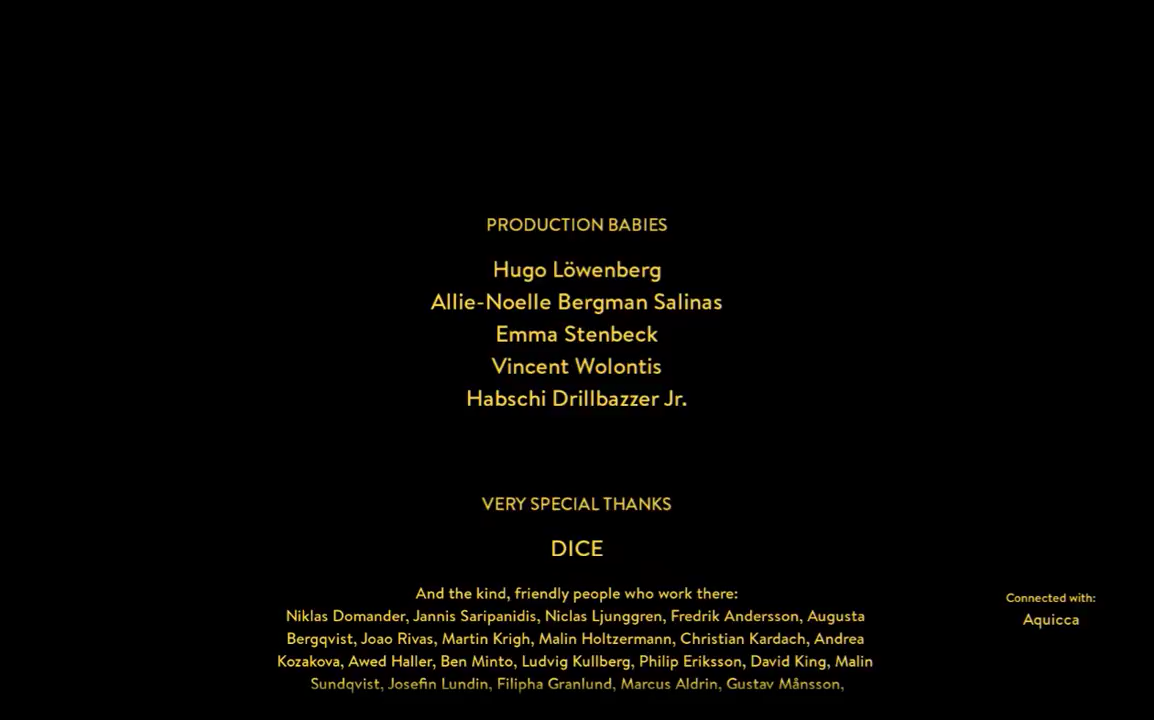 PRODUCTION BABIES
Hugo Löwenberg
Allie-Noelle Bergman Salinas
Emma Stenbeck
Vincent Wolontis
Habschi Drillbazzer Jr.
VERY SPECIAL THANKS
DICE
And the kind, friendly people who work there:
Niklas Domander, Jannis Saripanidis, Niclas Ljunggren, Fredrik Andersson, Augusta
Bergqvist, Joao Rivas, Martin Krigh, Malin Holtzermann, Christian Kardach, Andrea
Kozakova, Awed Haller, Ben Minto, Ludvig Kullberg, Philip Eriksson, David King, Malin
Sundqvist, Josefin Lundin, Filipha Granlund, Marcus Aldrin, Gustav Månsson,
Connected with:
Aquicca